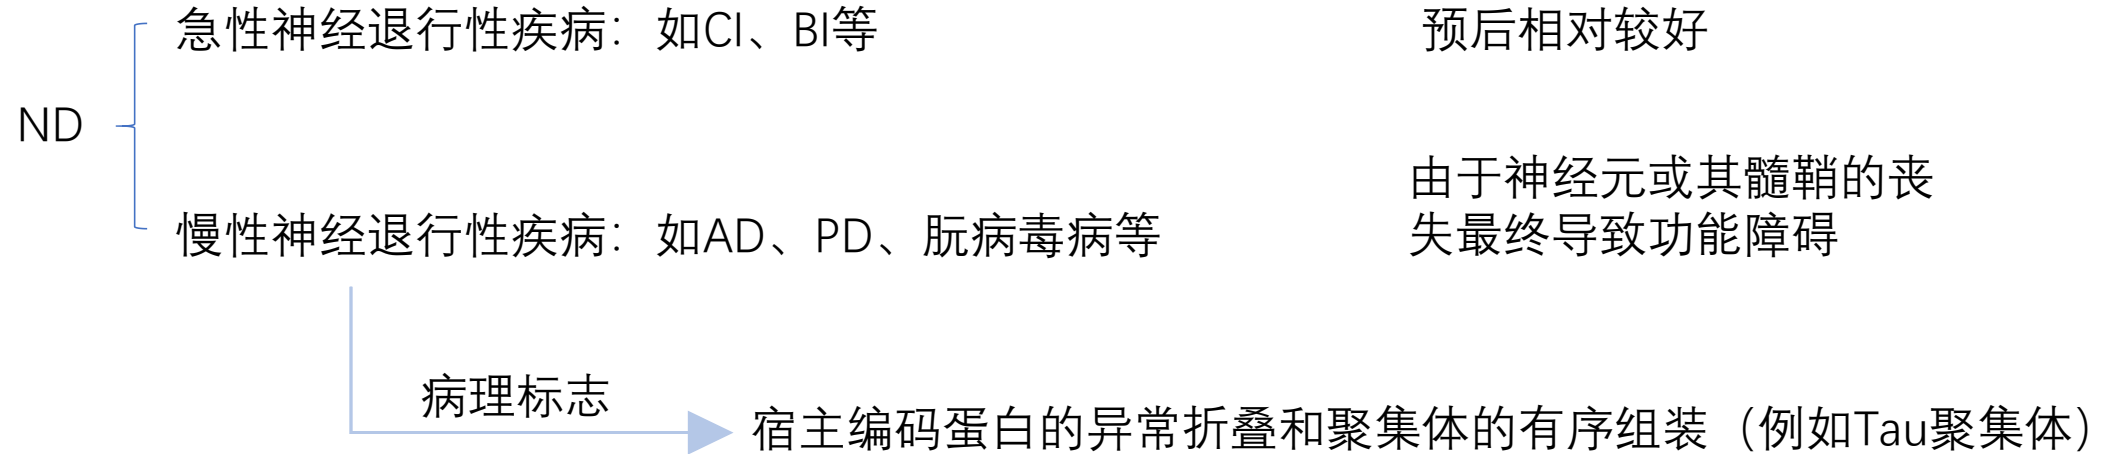 急性神经退行性疾病：如CI、BI等
预后相对较好
ND
慢性神经退行性疾病：如AD、PD、朊病毒病等
由于神经元或其髓鞘的丧
失最终导致功能障碍
病理标志
宿主编码蛋白的异常折叠和聚集体的有序组装（例如Tau聚集体）